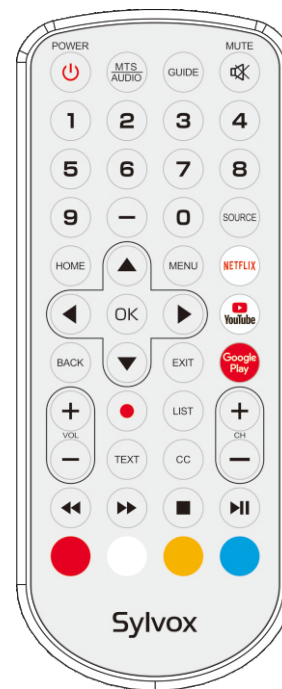 POWER MUTE
MTS
AUDIO
GUIDE
1 2 3 4
5 6 7 8
9 – 0 SOURCE
HOME MENU NETFLIX
OK YouTube
BACK EXIT Google
Play
+ LIST +
VOL CH
– TEXT CC –
Sylvox